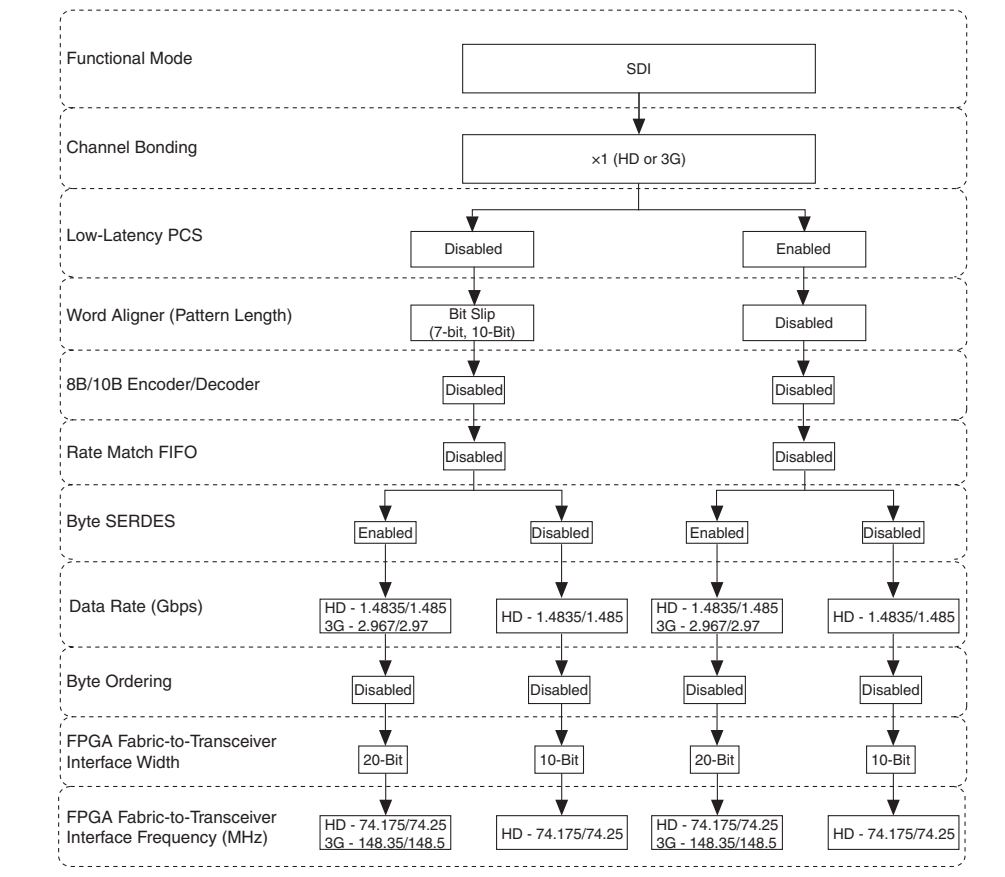 Functional Mode
SDI
Channel Bonding
×1 (HD or 3G)
Low-Latency PCS
Disabled
Enabled
Word Aligner (Pattern Length)
Bit Slip
(7-bit, 10-Bit)
Disabled
8B/10B Encoder/Decoder
Disabled
Disabled
Rate Match FIFO
Disabled
Disabled
Byte SERDES
Enabled
Disabled
Enabled
Disabled
Data Rate (Gbps)
HD - 1.4835/1.485
3G - 2.967/2.97
HD - 1.4835/1.485
HD - 1.4835/1.485
3G - 2.967/2.97
HD - 1.4835/1.485
Byte Ordering
Disabled
Disabled
Disabled
Disabled
FPGA Fabric-to-Transceiver
Interface Width
20-Bit
10-Bit
20-Bit
10-Bit
FPGA Fabric-to-Transceiver
Interface Frequency (MHz)
HD - 74.175/74.25
3G - 148.35/148.5
HD - 74.175/74.25
HD - 74.175/74.25
3G - 148.35/148.5
HD - 74.175/74.25